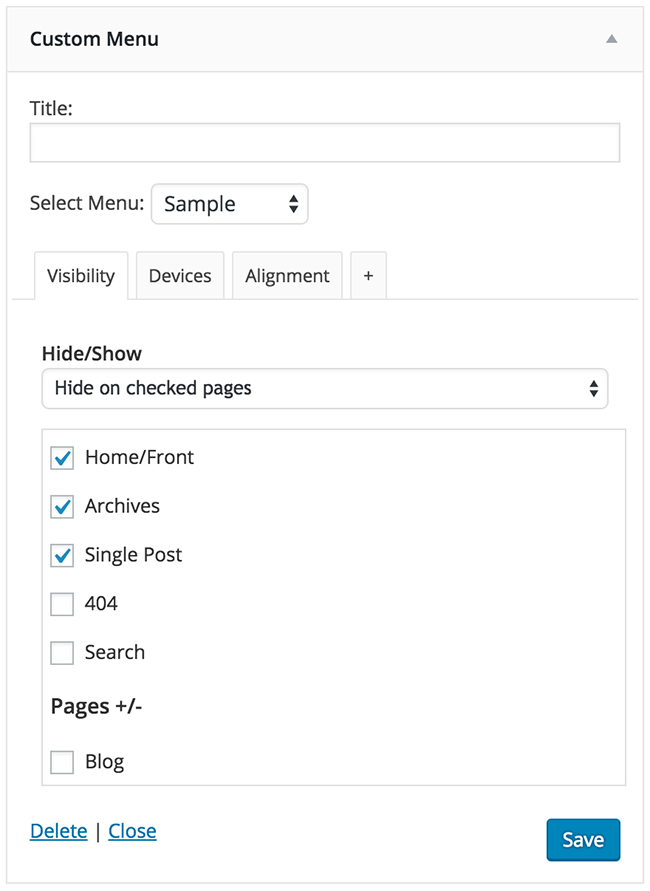 Custom Menu
Title:
Select Menu: Sample
Visibility Devices Alignment +
Hide/Show
Hide on checked pages
Home/Front
Archives
Single Post
404
Search
Pages +/-
Blog
Delete | Close Save